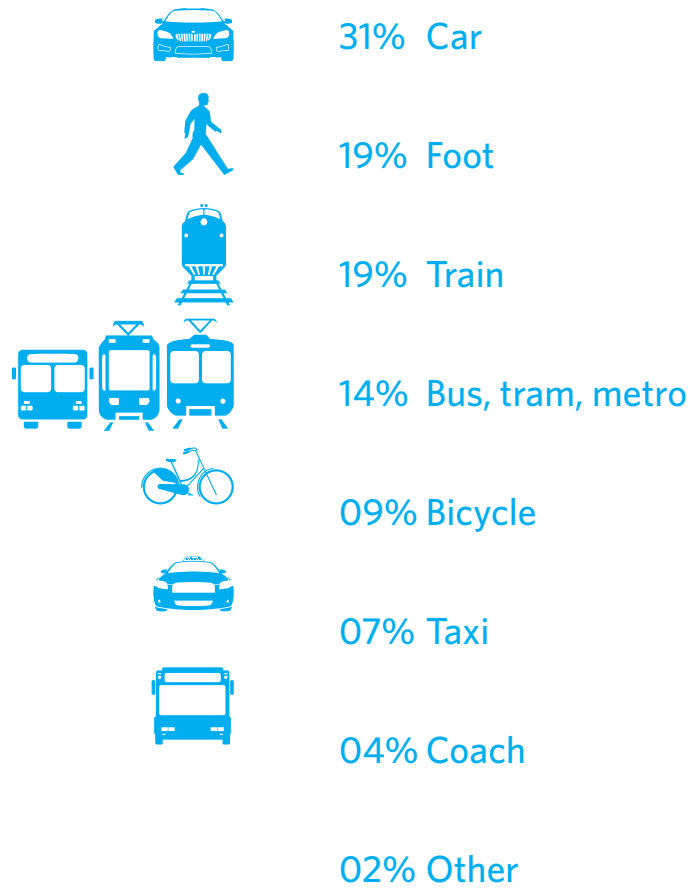 31% Car
19% Foot
19% Train
14% Bus, tram, metro
09% Bicycle
07% Taxi
04% Coach
02% Other